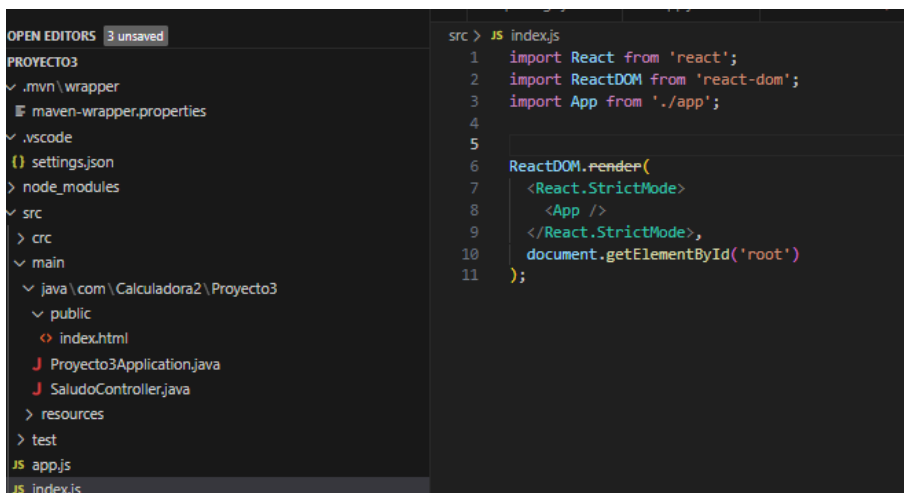 OPEN EDITORS 3 unsaved
PROYECTO3
.mvn\wrapper
maven-wrapper.properties
.vscode
{} settings.json
node_modules
src
crc
main
java\com\Calculadora2\Proyecto3
public
<> index.html
J Proyecto3Application.java
J SaludoController.java
resources
test
JS app.js
JS index.js
src > JS index.js
1 import React from 'react';
2 import ReactDOM from 'react-dom';
3 import App from './app';
4
5
6 ReactDOM.render(
7 <React.StrictMode>
8 <App />
9 </React.StrictMode>,
10 document.getElementById('root')
11 );